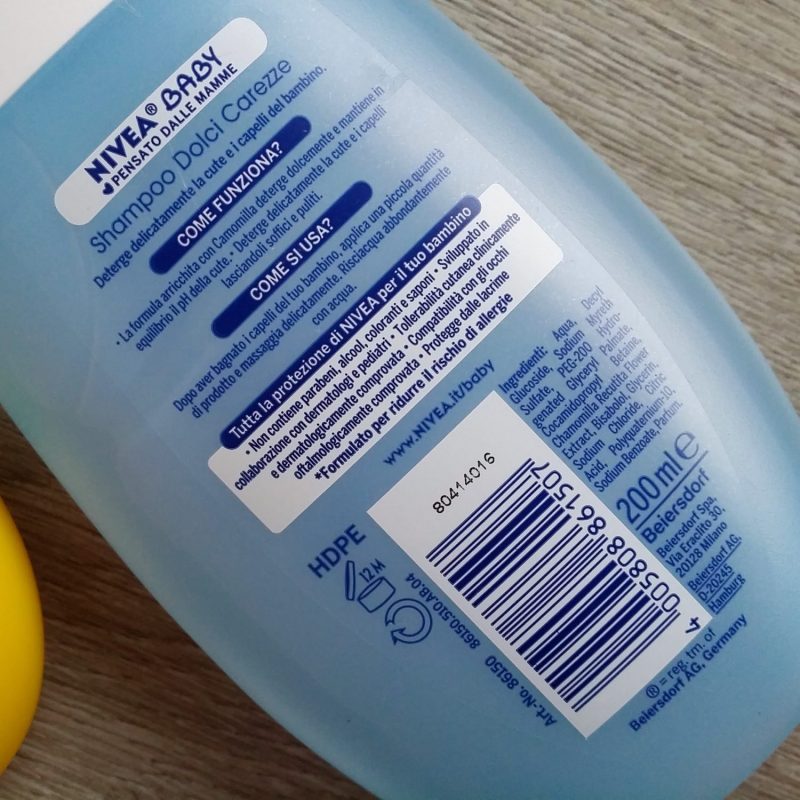 NIVEA® BABY
PENSATO DALLE MAMME
Shampoo Dolci Carezze
Deterge delicatamente la cute e i capelli del bambino.
COME FUNZIONA?
• La formula arricchita con Camomilla deterge dolcemente e mantiene in
equilibrio il pH della cute. • Deterge delicatamente la cute e i capelli
lasciandoli soffici e puliti.
COME SI USA?
Dopo aver bagnato i capelli del tuo bambino, applica una piccola quantità
di prodotto e massaggia delicatamente. Risciacqua abbondantemente
con acqua.
Tutta la protezione di NIVEA per il tuo bambino
• Non contiene parabeni, alcool, coloranti e saponi • Sviluppato in
collaborazione con dermatologi e pediatri • Tollerabilità cutanea clinicamente
e dermatologicamente comprovata • Compatibilità con gli occhi
oftalmologicamente comprovata • Protegge dalle lacrime
*Formulato per ridurre il rischio di allergie
www.NIVEA.it/baby
Ingredienti: Aqua, Decyl
Glucoside, Sodium Myreth
Sulfate, PEG-200 Hydro-
genated Glyceryl Palmate,
Cocamidopropyl Betaine,
Chamomilla Recutita Flower
Extract, Bisabolol, Glycerin,
Sodium Chloride, Citric
Acid, Polyquaternium-10,
Sodium Benzoate, Parfum.
200 ml e
Beiersdorf
Beiersdorf Spa,
Via Eraclito 30,
20128 Milano
Beiersdorf AG,
D-20245
Hamburg
® = reg. tm. of
Beiersdorf AG, Germany
80414016
4 005808 861507
HDPE
12 M
Art.-No. 86150 86150.510.AB.04